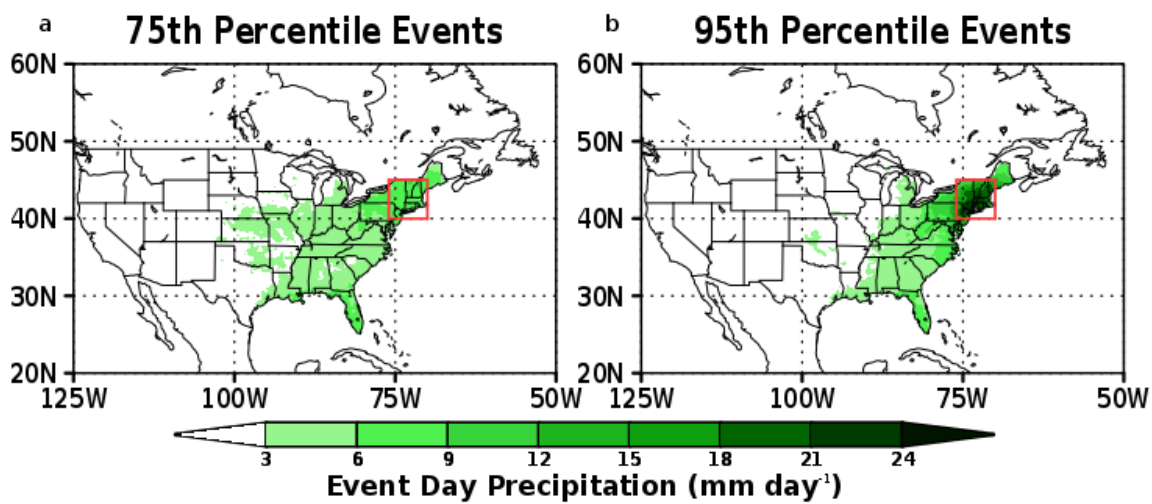 a 75th Percentile Events b 95th Percentile Events
60N 60N
50N 50N
40N 40N
30N 30N
20N 20N
125W 100W 75W 50W 125W 100W 75W 50W
3 6 9 12 15 18 21 24
Event Day Precipitation (mm day-1)